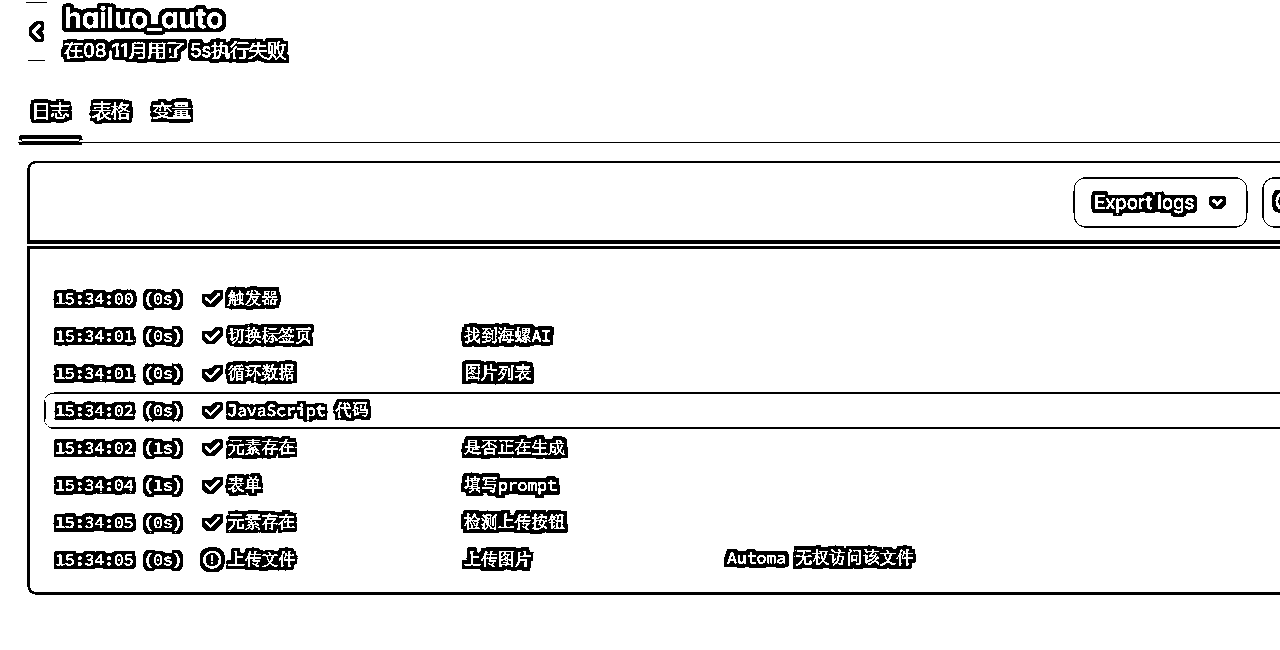 hailuo_auto
在08 11月用了 5s执行失败
日志 表格 变量
Export logs
15:34:00 (0s) 触发器
15:34:01 (0s) 切换标签页 找到海螺AI
15:34:01 (0s) 循环数据 图片列表
15:34:02 (0s) JavaScript 代码
15:34:02 (1s) 元素存在 是否正在生成
15:34:04 (1s) 表单 填写prompt
15:34:05 (0s) 元素存在 检测上传按钮
15:34:05 (0s) 上传文件 上传图片 Automa 无权访问该文件